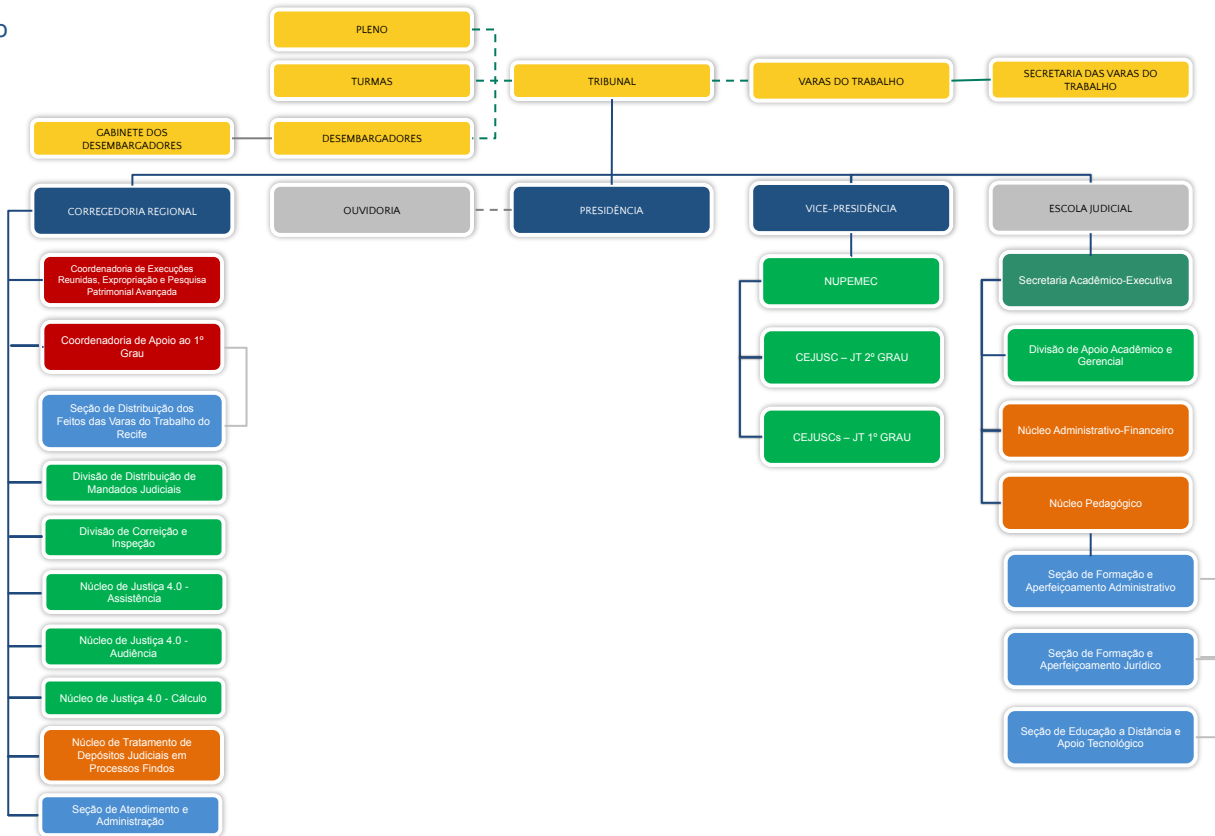 o
PLENO
TURMAS
TRIBUNAL
VARAS DO TRABALHO
SECRETARIA DAS VARAS DO
TRABALHO
GABINETE DOS
DESEMBARGADORES
DESEMBARGADORES
CORREGEDORIA REGIONAL
OUVIDORIA
PRESIDÊNCIA
VICE-PRESIDÊNCIA
ESCOLA JUDICIAL
Coordenadoria de Execuções
Reunidas, Expropriação e Pesquisa
Patrimonial Avançada
Coordenadoria de Apoio ao 1º
Grau
Seção de Distribuição dos
Feitos das Varas do Trabalho do
Recife
Divisão de Distribuição de
Mandados Judiciais
Divisão de Correição e
Inspeção
Núcleo de Justiça 4.0 -
Assistência
Núcleo de Justiça 4.0 -
Audiência
Núcleo de Justiça 4.0 - Cálculo
Núcleo de Tratamento de
Depósitos Judiciais em
Processos Findos
Seção de Atendimento e
Administração
NUPEMEC
CEJUSC – JT 2º GRAU
CEJUSCs – JT 1º GRAU
Secretaria Acadêmico-Executiva
Divisão de Apoio Acadêmico e
Gerencial
Núcleo Administrativo-Financeiro
Núcleo Pedagógico
Seção de Formação e
Aperfeiçoamento Administrativo
Seção de Formação e
Aperfeiçoamento Jurídico
Seção de Educação a Distância e
Apoio Tecnológico